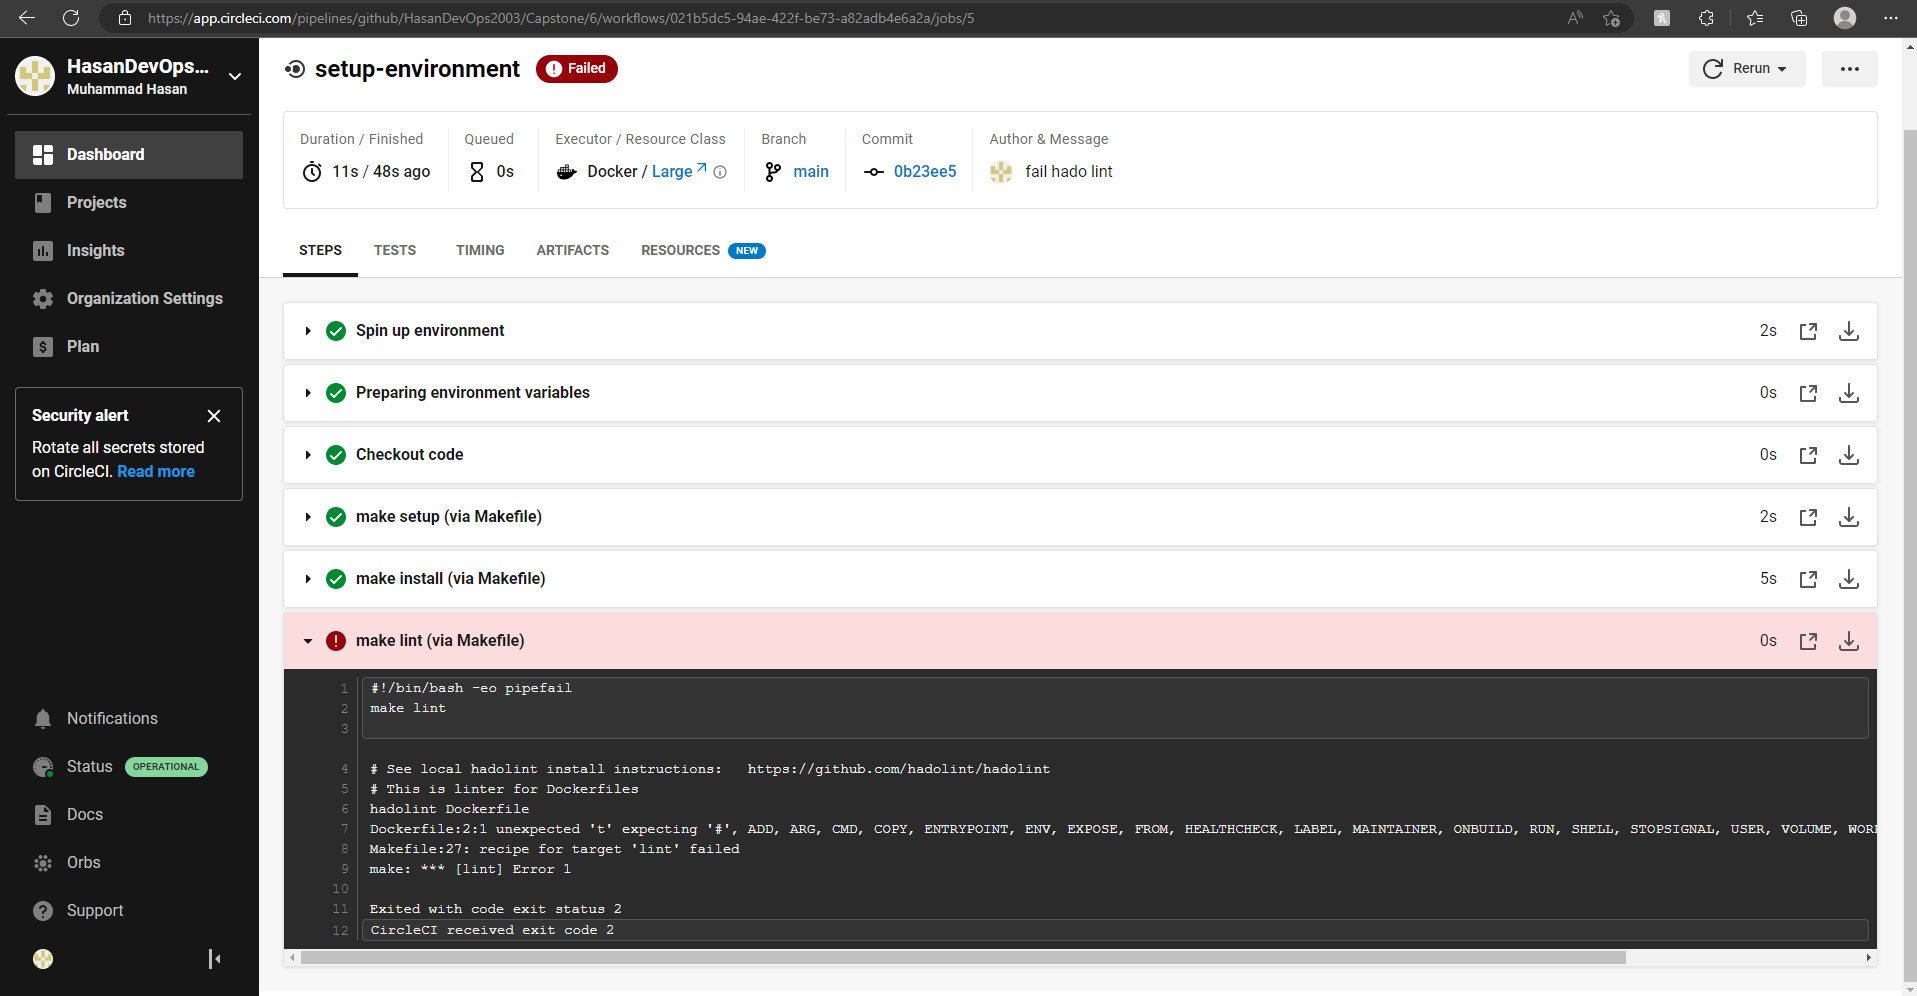 https://app.circleci.com/pipelines/github/HasanDevOps2003/Capstone/6/workflows/021b5dc5-94ae-422f-be73-a82adb4e6a2a/jobs/5
HasanDevOps...
Muhammad Hasan
Dashboard
Projects
Insights
Organization Settings
Plan
Security alert
Rotate all secrets stored
on CircleCI. Read more
Notifications
Status OPERATIONAL
Docs
Orbs
Support
setup-environment Failed
Rerun
Duration / Finished
11s / 48s ago
Queued
0s
Executor / Resource Class
Docker / Large
Branch
main
Commit
0b23ee5
Author & Message
fail hado lint
STEPS TESTS TIMING ARTIFACTS RESOURCES NEW
Spin up environment 2s
Preparing environment variables 0s
Checkout code 0s
make setup (via Makefile) 2s
make install (via Makefile) 5s
make lint (via Makefile) 0s
1 #!/bin/bash -eo pipefail
2 make lint
3
4 # See local hadolint install instructions: https://github.com/hadolint/hadolint
5 # This is linter for Dockerfiles
6 hadolint Dockerfile
7 Dockerfile:2:1 unexpected 't' expecting '#', ADD, ARG, CMD, COPY, ENTRYPOINT, ENV, EXPOSE, FROM, HEALTHCHECK, LABEL, MAINTAINER, ONBUILD, RUN, SHELL, STOPSIGNAL, USER, VOLUME,
8 Makefile:27: recipe for target 'lint' failed
9 make: *** [lint] Error 1
10
11 Exited with code exit status 2
12 CircleCI received exit code 2